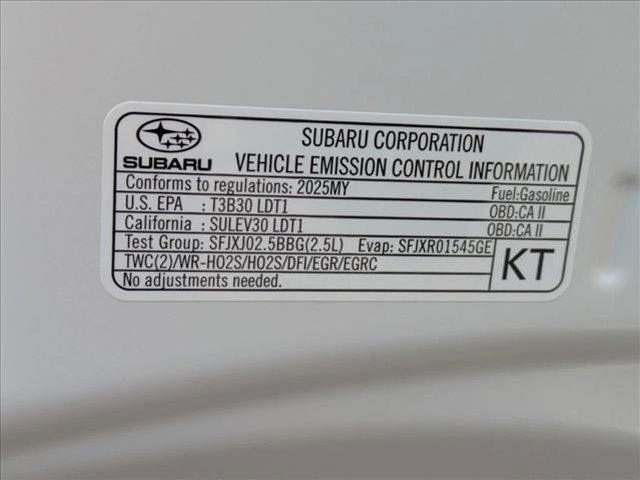 SUBARU
SUBARU CORPORATION
VEHICLE EMISSION CONTROL INFORMATION
Conforms to regulations: 2025MY Fuel:Gasoline
U.S. EPA : T3B30 LDT1 OBD:CA II
California : SULEV30 LDT1 OBD:CA II
Test Group: SFJXJ02.5BBG(2.5L) Evap: SFJXR01545GE
TWC(2)/WR-HO2S/HO2S/DFI/EGR/EGRC
No adjustments needed.
KT